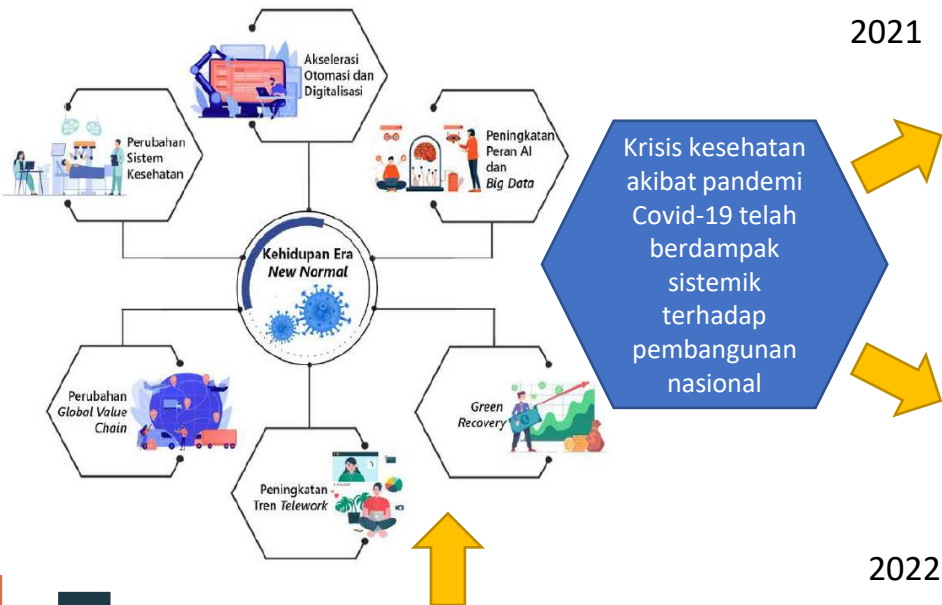 2021
Akselerasi
Otomasi dan
Digitalisasi
Perubahan
Sistem
Kesehatan
Peningkatan
Peran AI
dan
Big Data
Krisis kesehatan
akibat pandemi
Covid-19 telah
berdampak
sistemik
terhadap
pembangunan
nasional
Kehidupan Era
New Normal
Perubahan
Global Value
Chain
Green
Recovery
Peningkatan
Tren Telework
2022